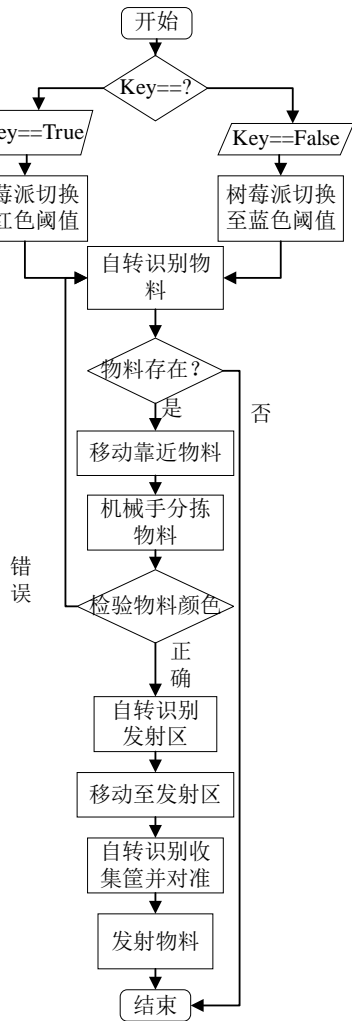 开始
Key==?
ey==True
Key==False
莓派切换
红色阈值
树莓派切换
至蓝色阈值
自转识别物
料
物料存在?
是
否
移动靠近物料
机械手分拣
物料
错
误
检验物料颜色
正
确
自转识别
发射区
移动至发射区
自转识别收
集筐并对准
发射物料
结束